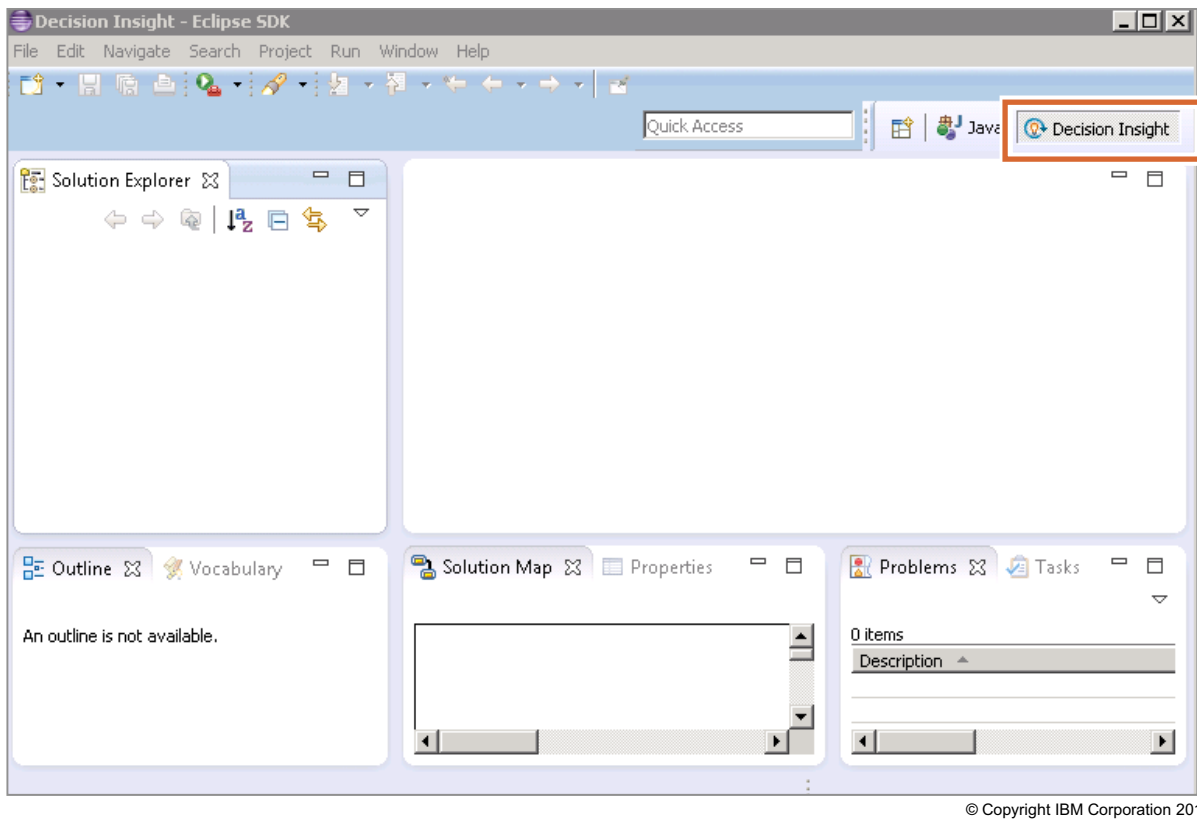 Decision Insight - Eclipse SDK
File Edit Navigate Search Project Run Window Help
Quick Access
Java
Decision Insight
Solution Explorer
Outline Vocabulary
An outline is not available.
Solution Map Properties
Problems Tasks
0 items
Description
© Copyright IBM Corporation 201